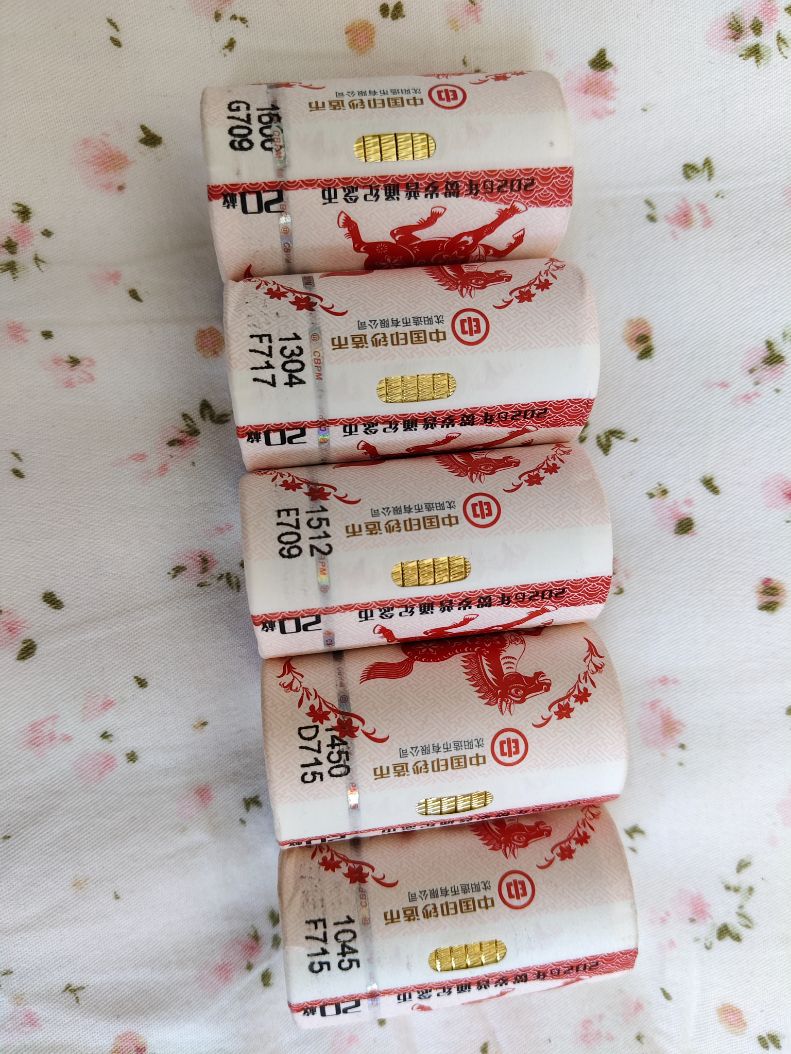 中国印钞造币
沈阳造币有限公司
G709
2026年贺岁普通纪念币
20枚
中国印钞造币
沈阳造币有限公司
1304
F717
CBPM
2026年贺岁普通纪念币
20枚
中国印钞造币
沈阳造币有限公司
1512
E709
2026年贺岁普通纪念币
20枚
中国印钞造币
沈阳造币有限公司
1450
D715
中国印钞造币
沈阳造币有限公司
1045
F715
2026年贺岁普通纪念币
20枚